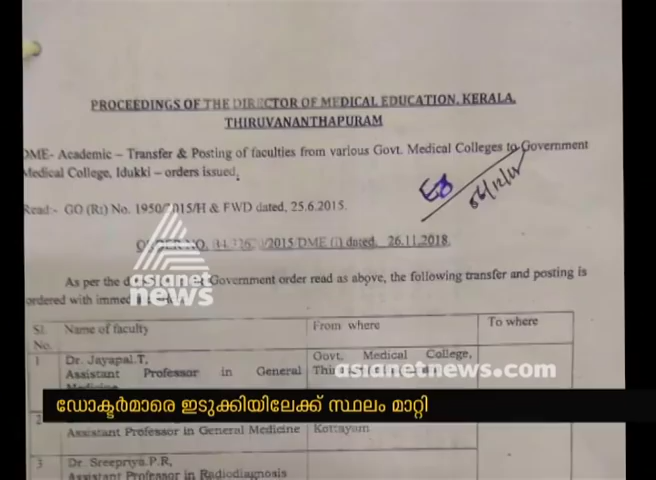 PROCEEDINGS OF THE DIRECTOR OF MEDICAL EDUCATION, KERALA,
THIRUVANANTHAPURAM
DME- Academic – Transfer & Posting of faculties from various Govt. Medical Colleges to Government
Medical College, Idukki – orders issued.
Read:- GO (Rt) No. 1950/2015/H & FWD dated, 25.6.2015.
ORDER NO. /2015/DME dated, 26.11.2018.
As per the Government order read as above, the following transfer and posting is
ordered with
asianet
news
Sl. No.
Name of faculty
From where
To where
1
Dr. Jayapal.T,
Assistant Professor in General
Govt. Medical College,
asianetnews.com
ഡോക്ടർമാരെ ഇടുക്കിയിലേക്ക് സ്ഥലം മാറ്റി
2
Assistant Professor in General Medicine
Kottayam
3
Dr. Sreepriya.P.R,
Assistant Professor in Radiodiagnosis